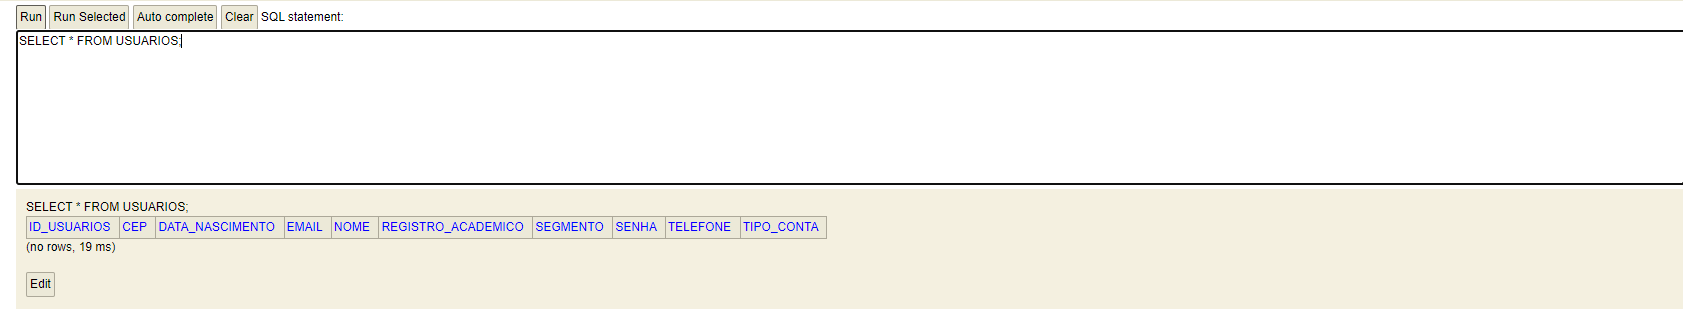 Run Run Selected Auto complete Clear SQL statement:
SELECT * FROM USUARIOS;
SELECT * FROM USUARIOS;
ID_USUARIOS CEP DATA_NASCIMENTO EMAIL NOME REGISTRO_ACADEMICO SEGMENTO SENHA TELEFONE TIPO_CONTA
(no rows, 19 ms)
Edit